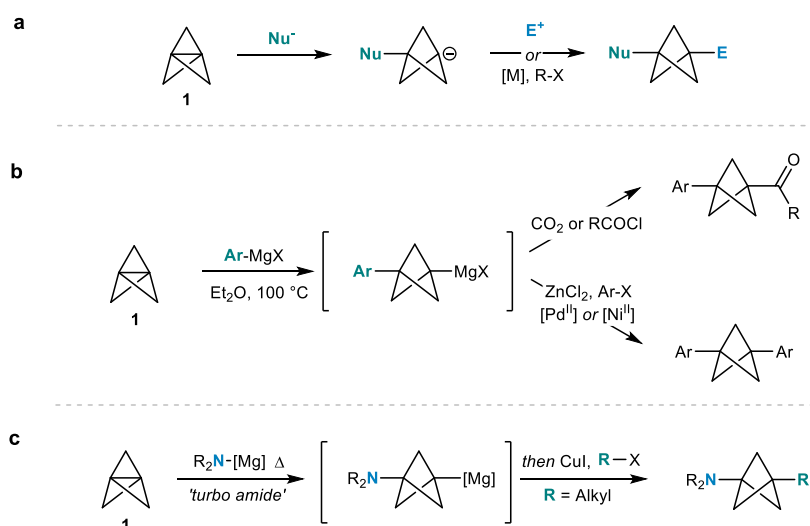 a
Nu-
E+
Nu
⊖
or
Nu
E
[M], R-X
1
b
O
Ar
R
CO2 or RCOCl
Ar-MgX
Ar
MgX
Et2O, 100 °C
ZnCl2, Ar-X
[PdII] or [NiII]
1
Ar
Ar
c
R2N-[Mg] Δ
R2N
[Mg]
then CuI, R—X
R2N
R
'turbo amide'
R = Alkyl
1